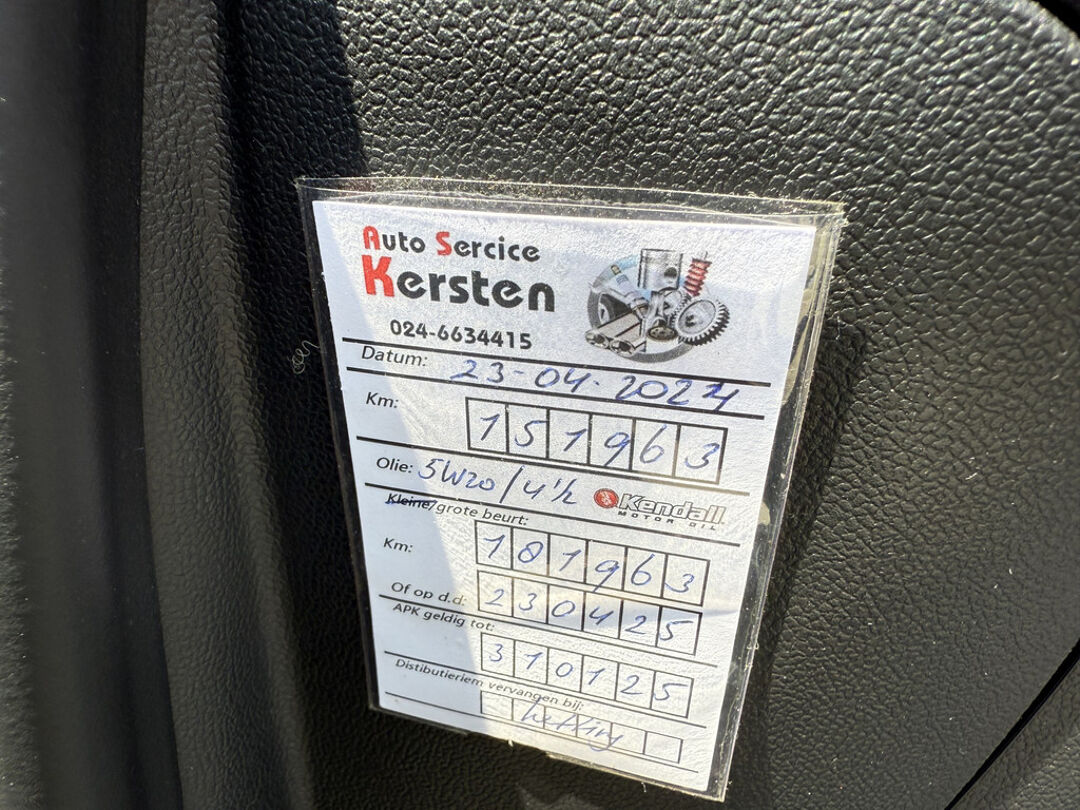 Auto Sercice
Kersten
024-6634415
Datum: 23-04-2024
Km: 151963
Olie: 5W20/4½ Kendall
MOTOR OIL
Kleine/grote beurt:
Km: 181963
Of op d.d: 230425
APK geldig tot:
310125
Distibutieriem vervangen bij:
ketting